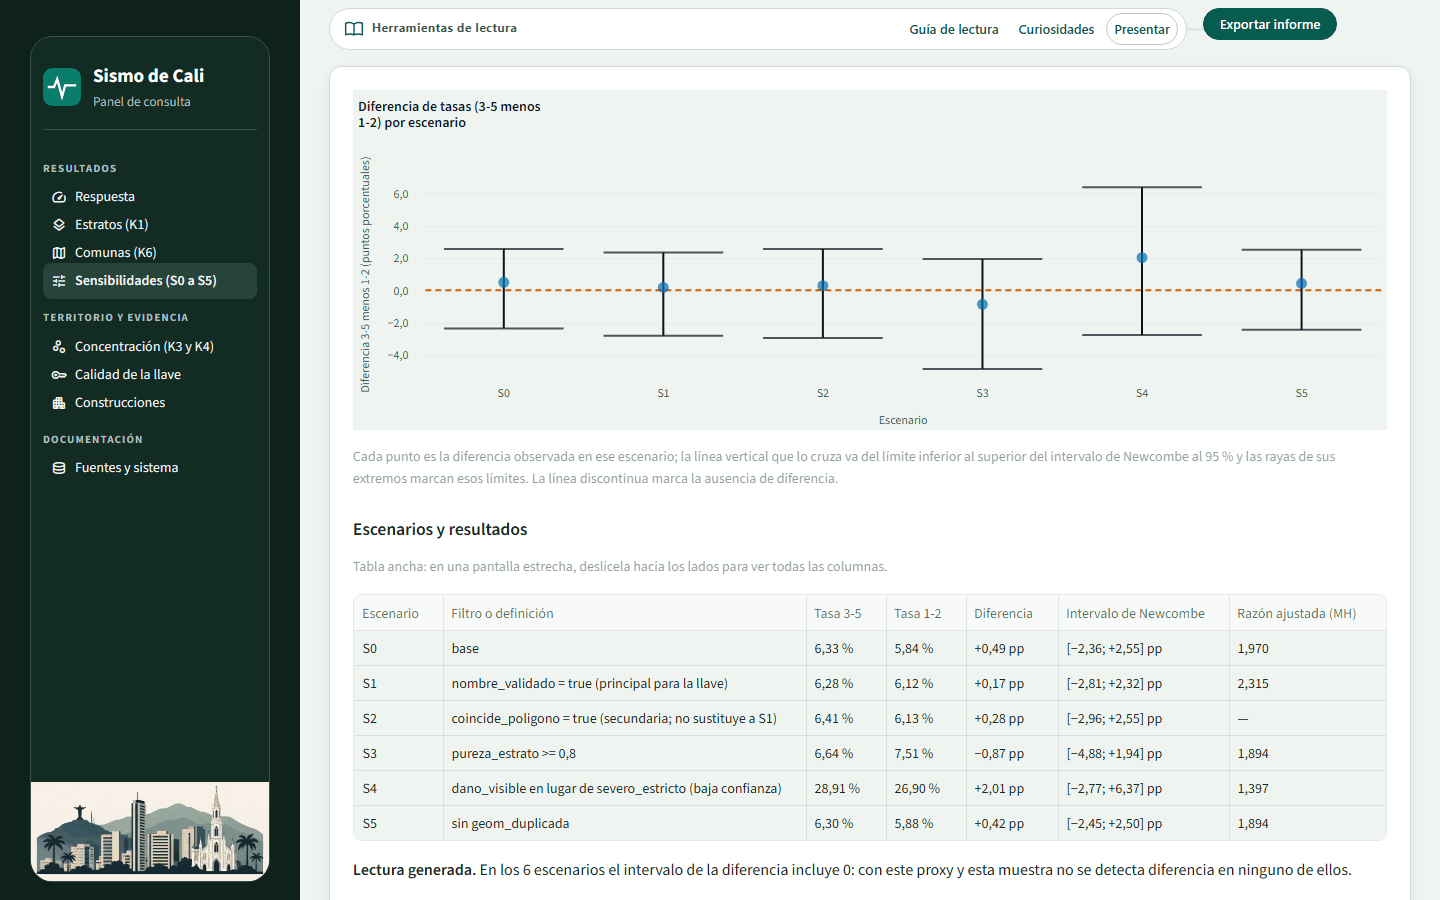 Sismo de Cali
Panel de consulta
RESULTADOS
Respuesta
Estratos (K1)
Comunas (K6)
Sensibilidades (S0 a S5)
TERRITORIO Y EVIDENCIA
Concentración (K3 y K4)
Calidad de la llave
Construcciones
DOCUMENTACIÓN
Fuentes y sistema
Herramientas de lectura
Guía de lectura
Curiosidades
Presentar
Exportar informe
Diferencia de tasas (3-5 menos
1-2) por escenario
Diferencia 3-5 menos 1-2 (puntos porcentuales)
6,0
4,0
2,0
0,0
−2,0
−4,0
S0 S1 S2 S3 S4 S5
Escenario
Cada punto es la diferencia observada en ese escenario; la línea vertical que lo cruza va del límite inferior al superior del intervalo de Newcombe al 95 % y las rayas de sus
extremos marcan esos límites. La línea discontinua marca la ausencia de diferencia.
Escenarios y resultados
Tabla ancha: en una pantalla estrecha, deslícela hacia los lados para ver todas las columnas.
Escenario Filtro o definición Tasa 3-5 Tasa 1-2 Diferencia Intervalo de Newcombe Razón ajustada (MH)
S0 base 6,33 % 5,84 % +0,49 pp [−2,36; +2,55] pp 1,970
S1 nombre_validado = true (principal para la llave) 6,28 % 6,12 % +0,17 pp [−2,81; +2,32] pp 2,315
S2 coincide_poligono = true (secundaria; no sustituye a S1) 6,41 % 6,13 % +0,28 pp [−2,96; +2,55] pp —
S3 pureza_estrato >= 0,8 6,64 % 7,51 % −0,87 pp [−4,88; +1,94] pp 1,894
S4 dano_visible en lugar de severo_estricto (baja confianza) 28,91 % 26,90 % +2,01 pp [−2,77; +6,37] pp 1,397
S5 sin geom_duplicada 6,30 % 5,88 % +0,42 pp [−2,45; +2,50] pp 1,894
Lectura generada. En los 6 escenarios el intervalo de la diferencia incluye 0: con este proxy y esta muestra no se detecta diferencia en ninguno de ellos.